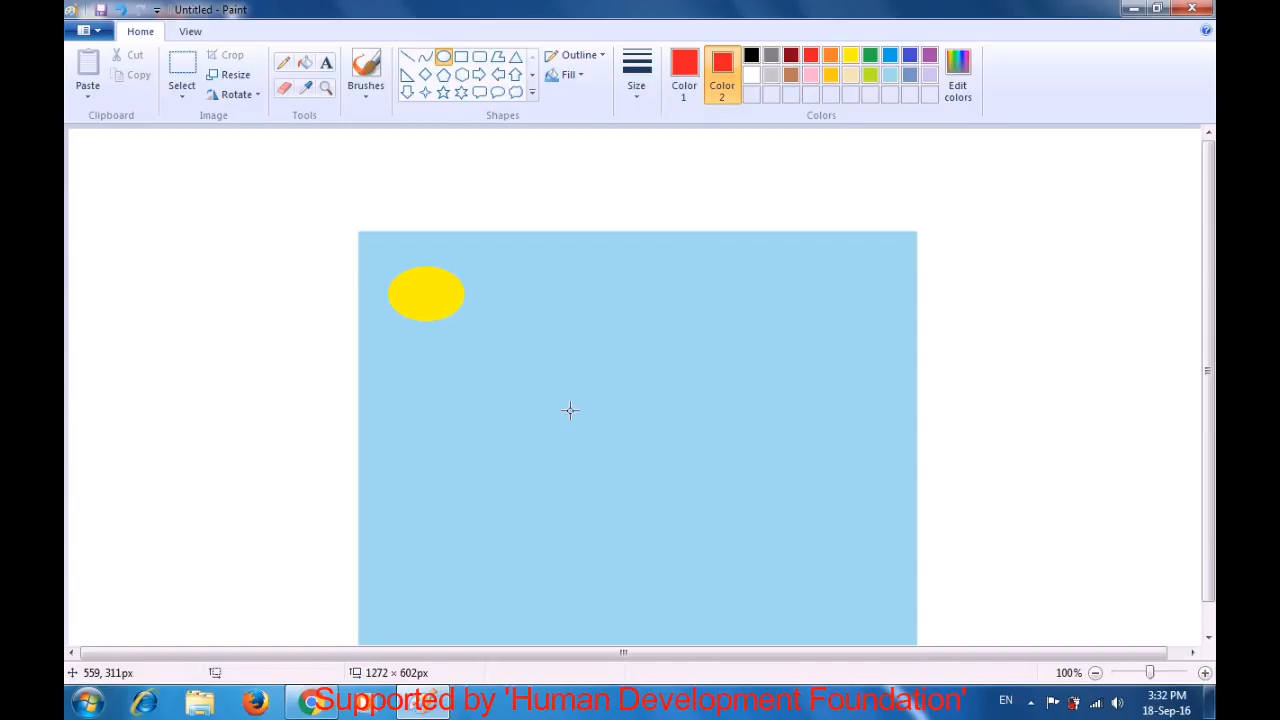 Untitled - Paint
Home
View
Paste
Cut
Copy
Clipboard
Select
Crop
Resize
Rotate
Image
A
Tools
Brushes
Shapes
Outline
Fill
Size
Color 1
Color 2
Edit colors
Colors
559, 311px
1272 × 602px
100%
EN
3:32 PM
18-Sep-16
Supported by 'Human Development Foundation'